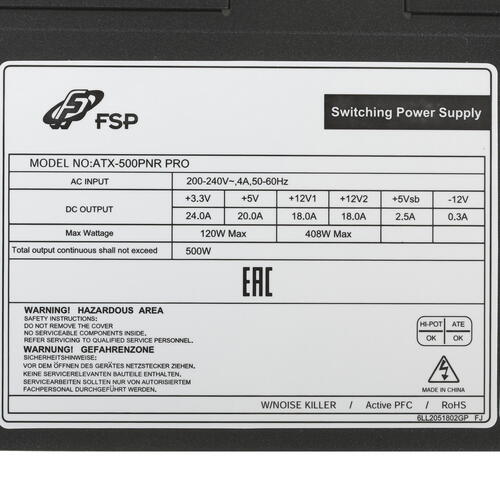 FSP
Switching Power Supply
MODEL NO:ATX-500PNR PRO
AC INPUT 200-240V~,4A,50-60Hz
DC OUTPUT +3.3V +5V +12V1 +12V2 +5Vsb -12V
24.0A 20.0A 18.0A 18.0A 2.5A 0.3A
Max Wattage 120W Max 408W Max
Total output continuous shall not exceed 500W
EAC
WARNING! HAZARDOUS AREA
SAFETY INSTRUCTIONS:
DO NOT REMOVE THE COVER
NO SERVICEABLE COMPONENTS INSIDE.
REFER SERVICING TO QUALIFIED SERVICE PERSONNEL.
WARNUNG! GEFAHRENZONE
SICHERHEITSHINWEISE:
VOR DEM ÖFFNEN DES GERÄTES NETZSTECKER ZIEHEN.
KEINE SERVICERELEVANTEN BAUTEILE ENTHALTEN.
SERVICEARBEITEN SOLLTEN NUR VON AUTORISIERTEM
FACHPERSONAL DURCHGEFÜHRT WERDEN.
HI-POT ATE
OK OK
MADE IN CHINA
W/NOISE KILLER / Active PFC / RoHS
6LL2051802GP FJ